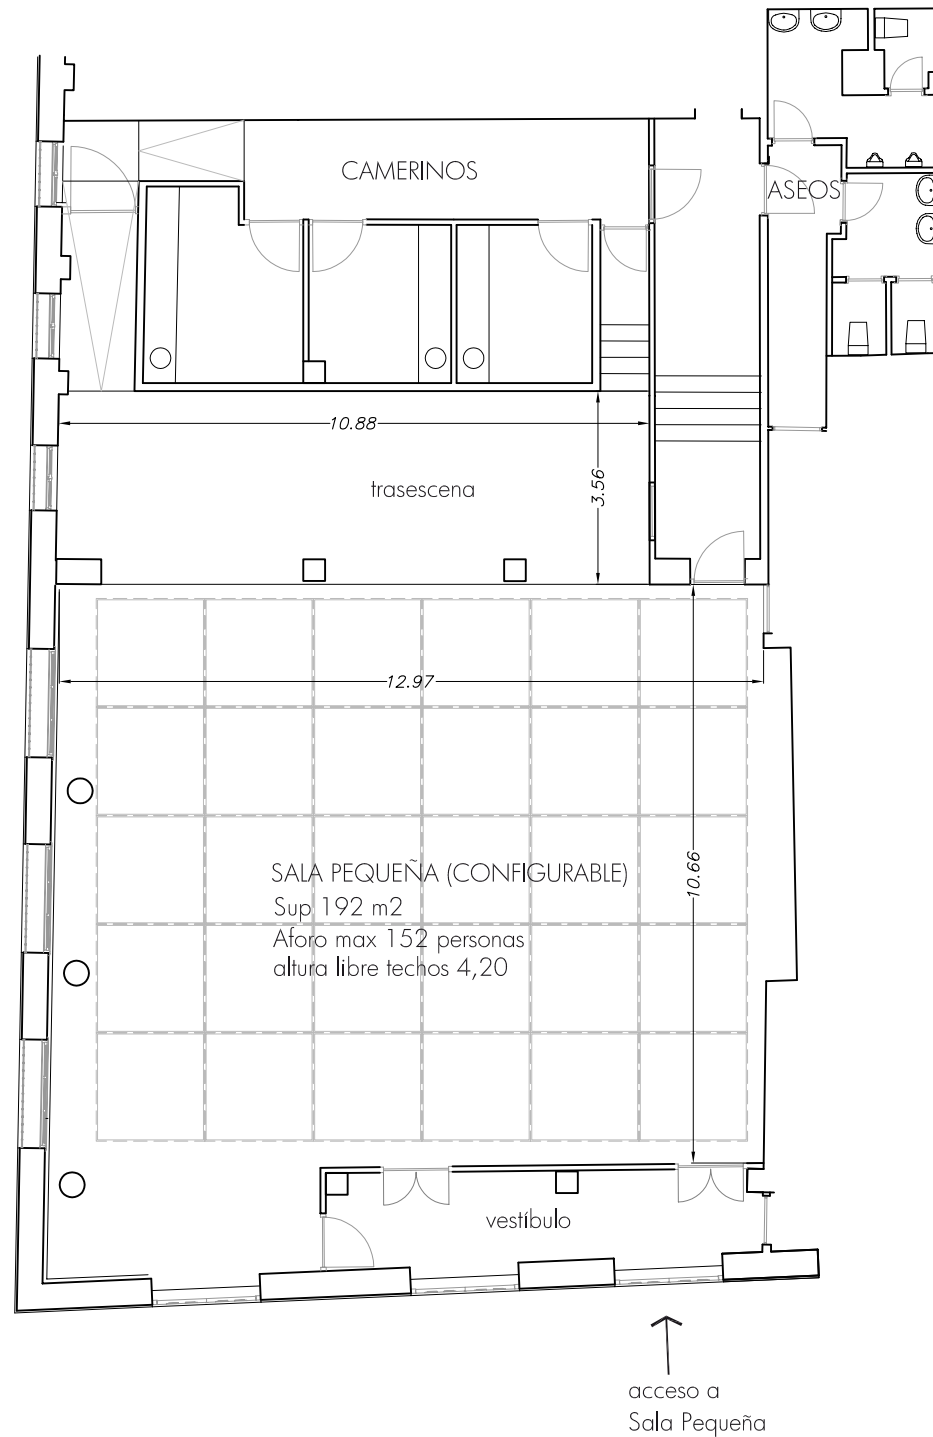 CAMERINOS
ASEOS
10.88
trasescena
3.56
12.97
10.66
SALA PEQUEÑA (CONFIGURABLE)
Sup 192 m2
Aforo max 152 personas
altura libre techos 4,20
vestíbulo
acceso a
Sala Pequeña